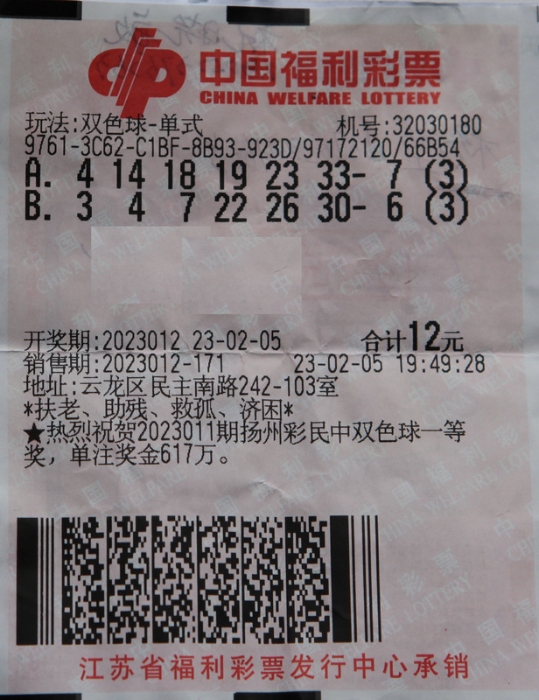 中国福利彩票
CHINA WELFARE LOTTERY
玩法:双色球-单式 机号:32030180
9761-3C62-C1BF-8B93-923D/97172120/66B54
A. 4 14 18 19 23 33- 7 (3)
B. 3 4 7 22 26 30- 6 (3)
开奖期:2023012 23-02-05 合计12元
销售期:2023012-171 23-02-05 19:49:28
地址:云龙区民主南路242-103室
*扶老、助残、救孤、济困*
★热烈祝贺2023011期扬州彩民中双色球一等
奖，单注奖金617万。
江苏省福利彩票发行中心承销